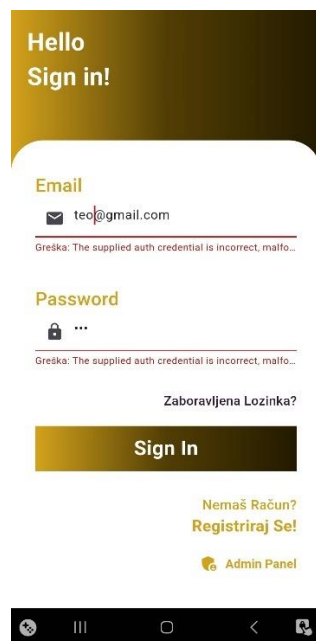 Hello
Sign in!
Email
teo@gmail.com
Greška: The supplied auth credential is incorrect, malfo...
Password
•••
Greška: The supplied auth credential is incorrect, malfo...
Zaboravljena Lozinka?
Sign In
Nemaš Račun?
Registriraj Se!
Admin Panel